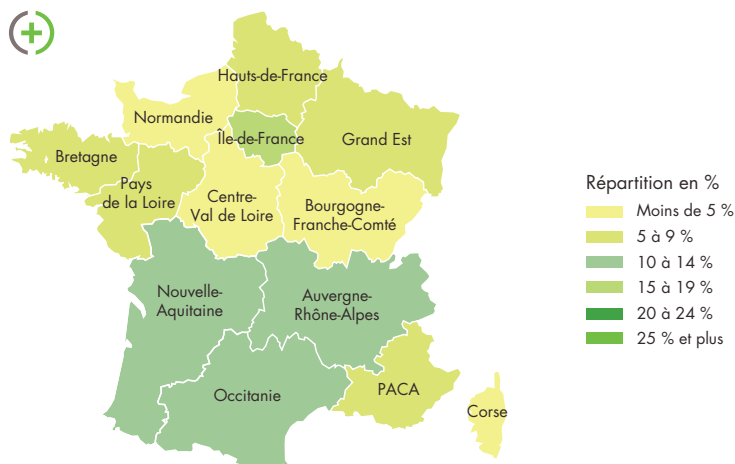 Hauts-de-France
Normandie
Île-de-France
Grand Est
Bretagne
Pays
de la Loire
Centre-
Val de Loire
Bourgogne-
Franche-Comté
Nouvelle-
Aquitaine
Auvergne-
Rhône-Alpes
Occitanie
PACA
Corse
Répartition en %
Moins de 5 %
5 à 9 %
10 à 14 %
15 à 19 %
20 à 24 %
25 % et plus